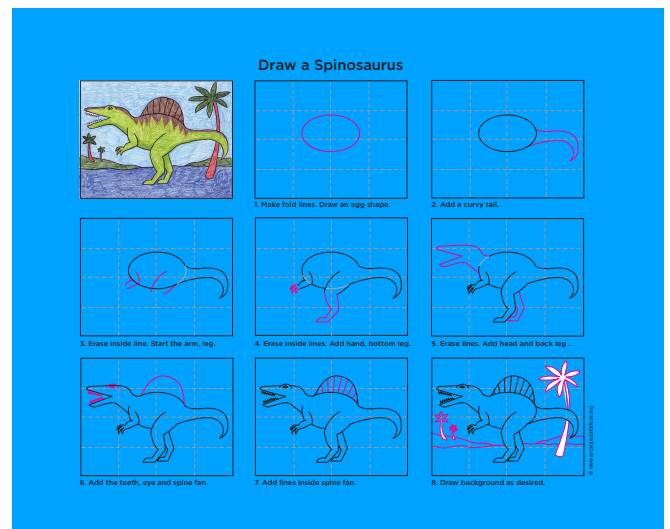 Draw a Spinosaurus
1. Make fold lines. Draw an egg shape.
2. Add a curvy tail.
3. Erase inside line. Start the arm, leg.
4. Erase inside lines. Add hand, bottom leg.
5. Erase lines. Add head and back leg .
6. Add the teeth, eye and spine fan.
7. Add lines inside spine fan.
8. Draw background as desired.
© www.artprojectsforkids.org